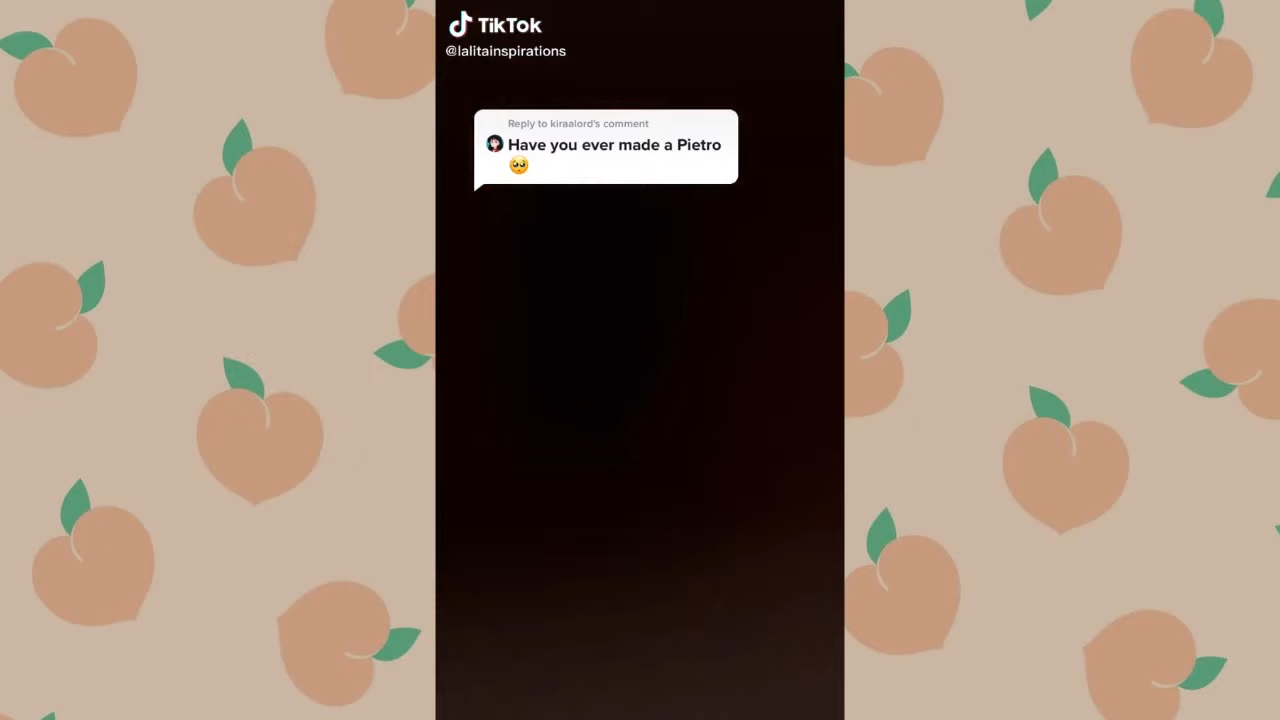 TikTok
@lalitainspirations
Reply to kiraalord's comment
Have you ever made a Pietro
🥺